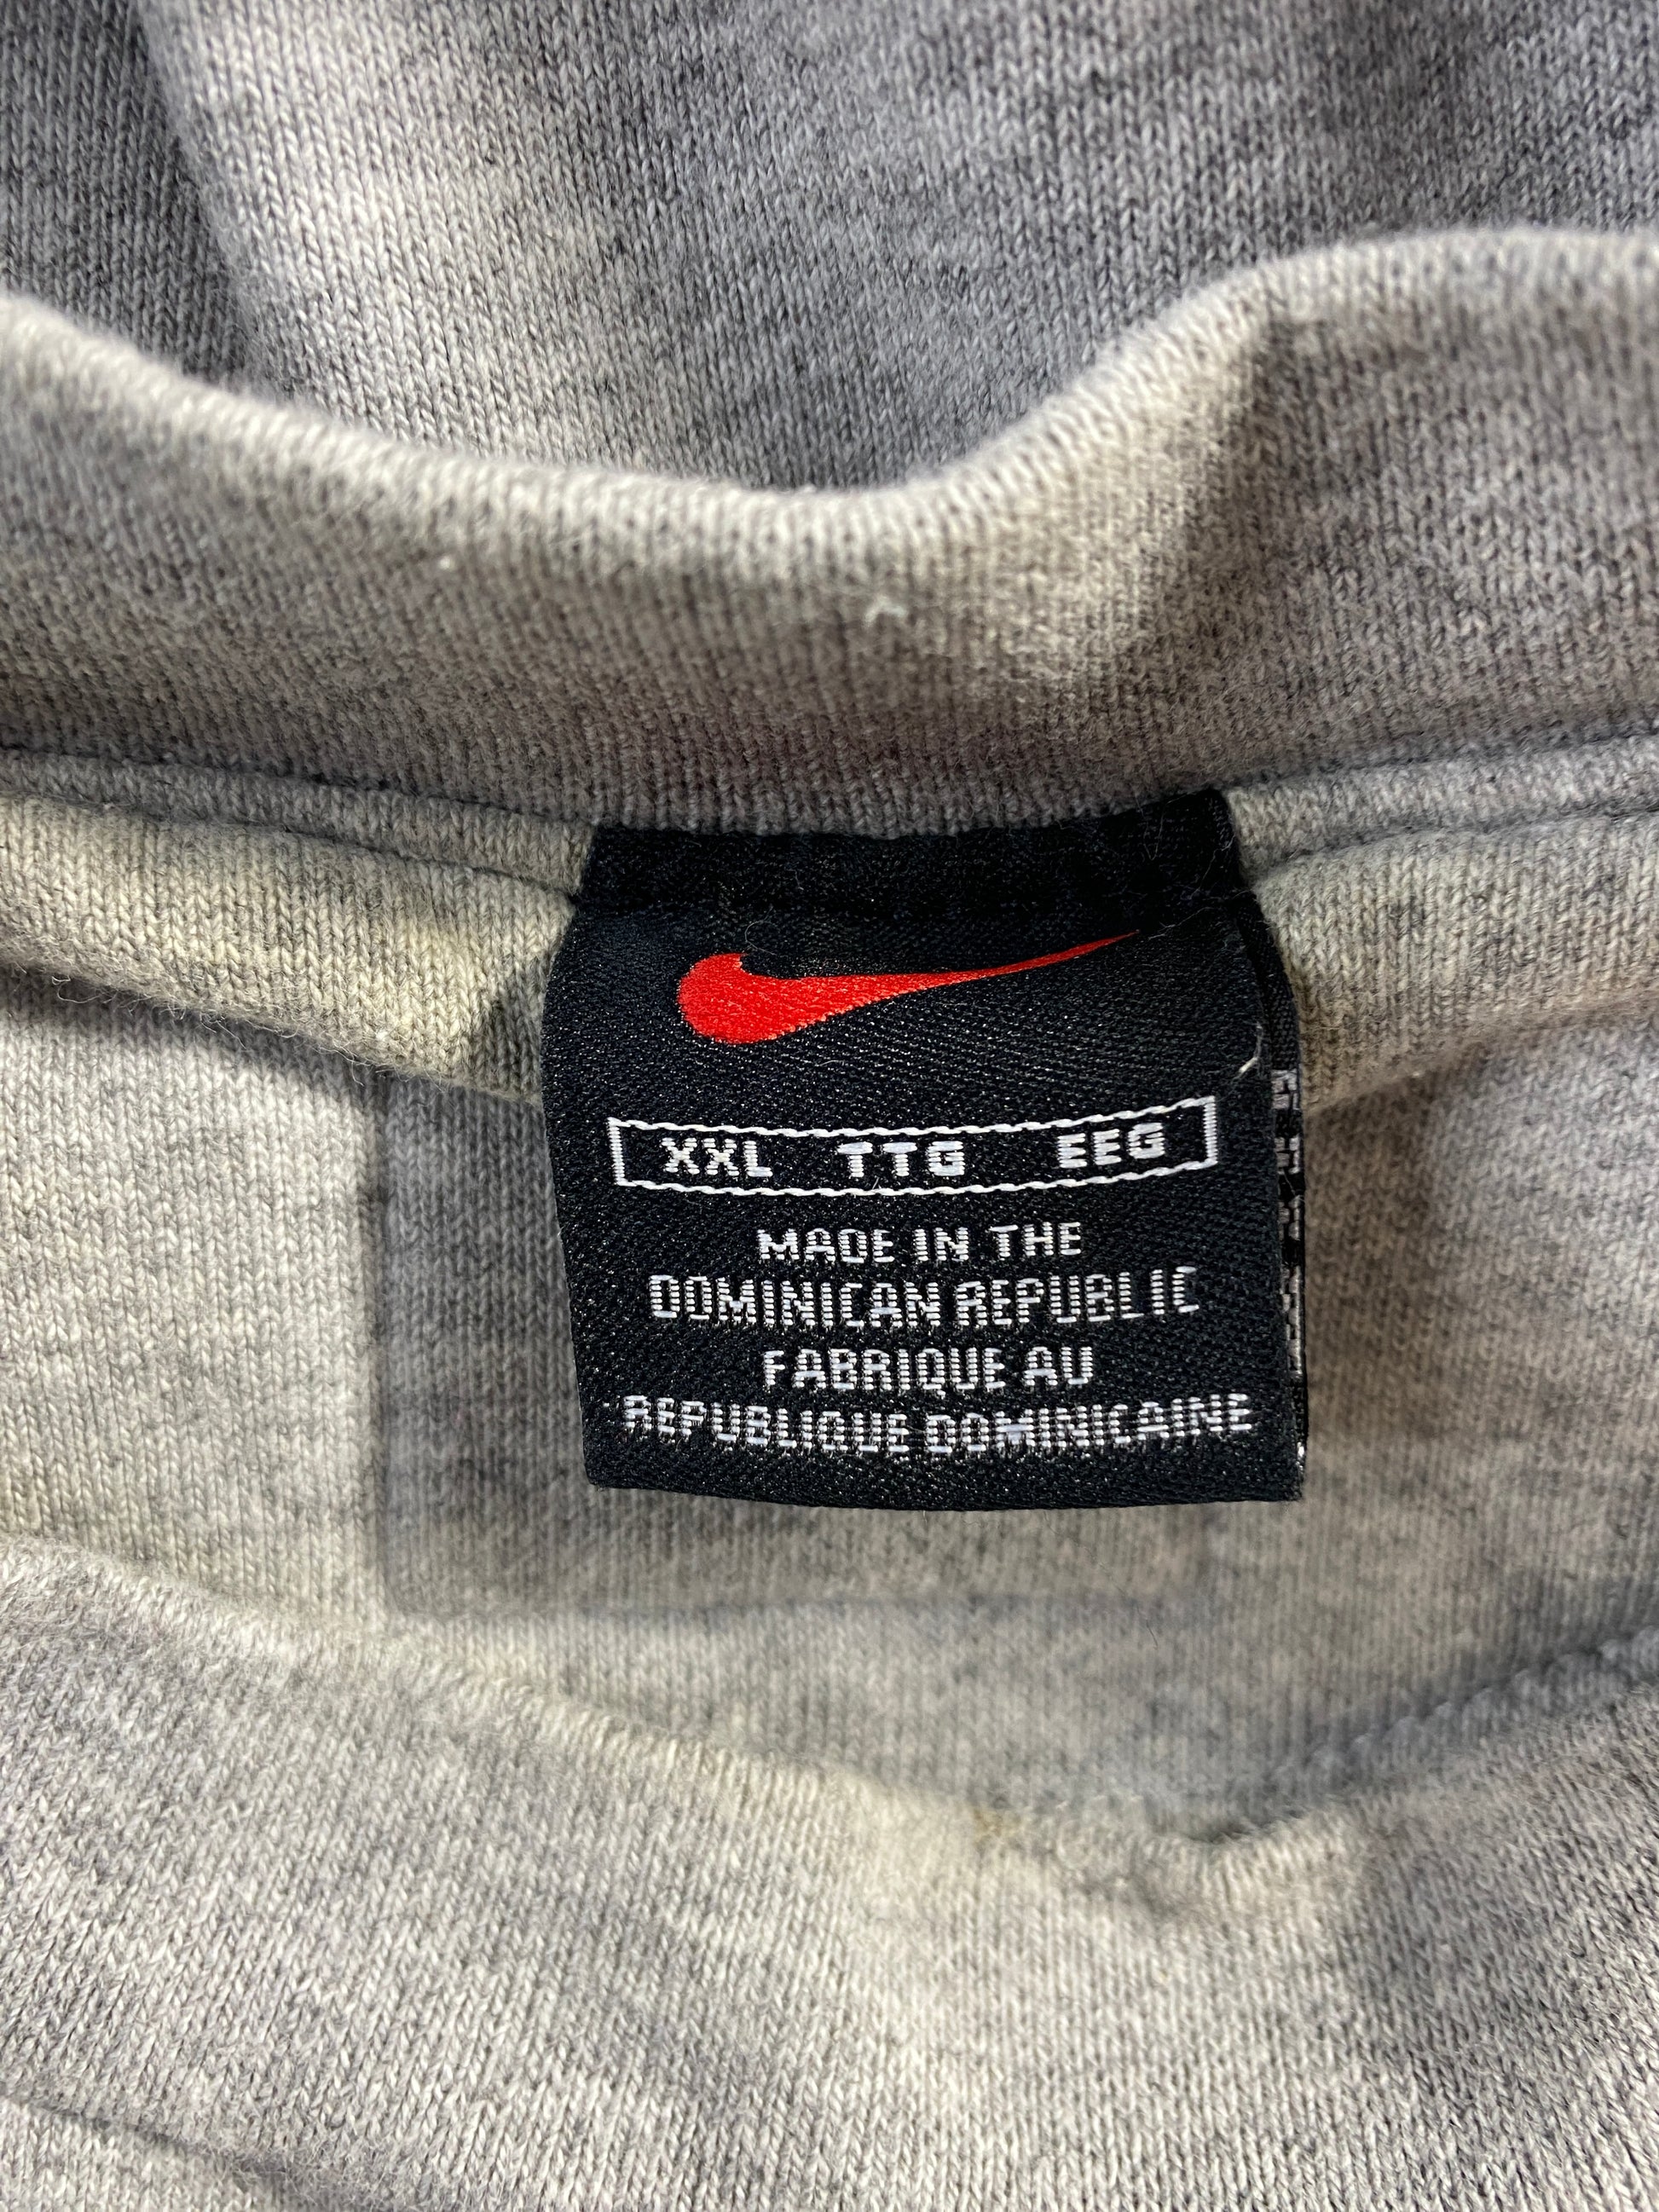 XXL TTG EEG
MADE IN THE
DOMINICAN REPUBLIC
FABRIQUE AU
REPUBLIQUE DOMINICAINE